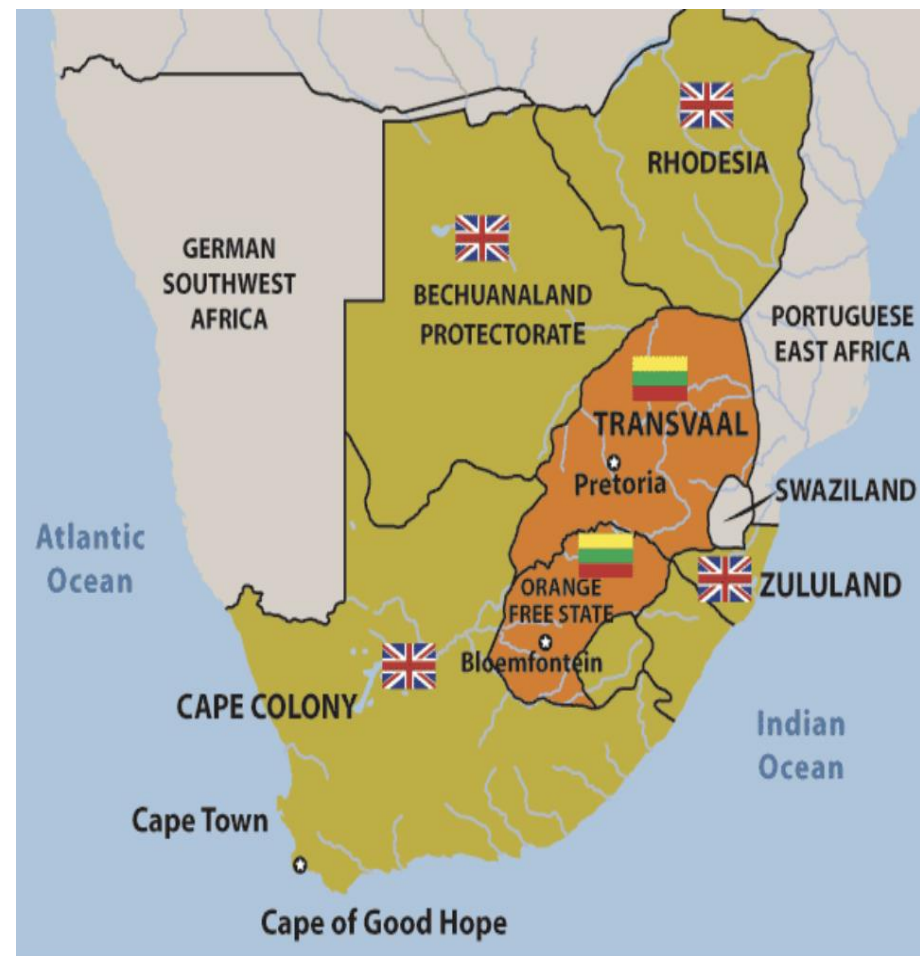 RHODESIA
GERMAN
SOUTHWEST
AFRICA
BECHUANALAND
PROTECTORATE
PORTUGUESE
EAST AFRICA
TRANSVAAL
Pretoria
SWAZILAND
Atlantic
Ocean
ORANGE
FREE STATE
ZULULAND
Bloemfontein
CAPE COLONY
Indian
Ocean
Cape Town
Cape of Good Hope